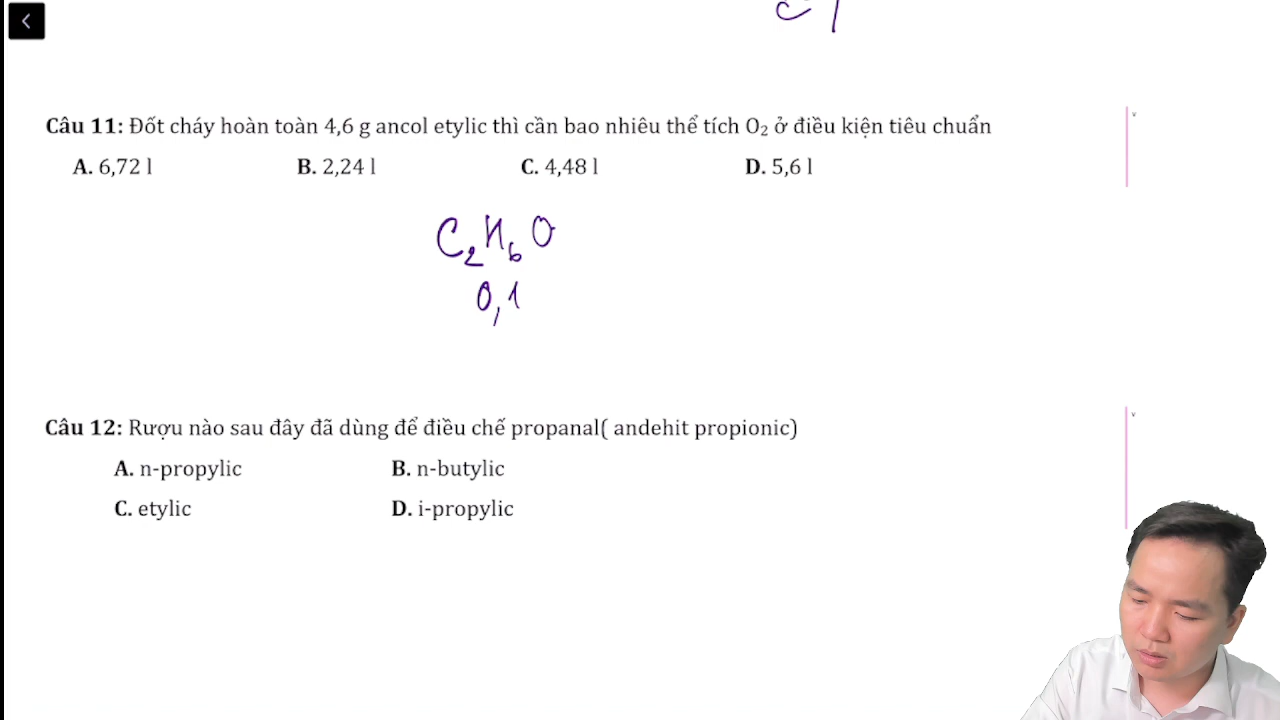 Câu 11: Đốt cháy hoàn toàn 4,6 g ancol etylic thì cần bao nhiêu thể tích O₂ ở điều kiện tiêu chuẩn
A. 6,72 l B. 2,24 l C. 4,48 l D. 5,6 l
C₂H₆O
0,1
Câu 12: Rượu nào sau đây đã dùng để điều chế propanal( andehit propionic)
A. n-propylic B. n-butylic
C. etylic D. i-propylic